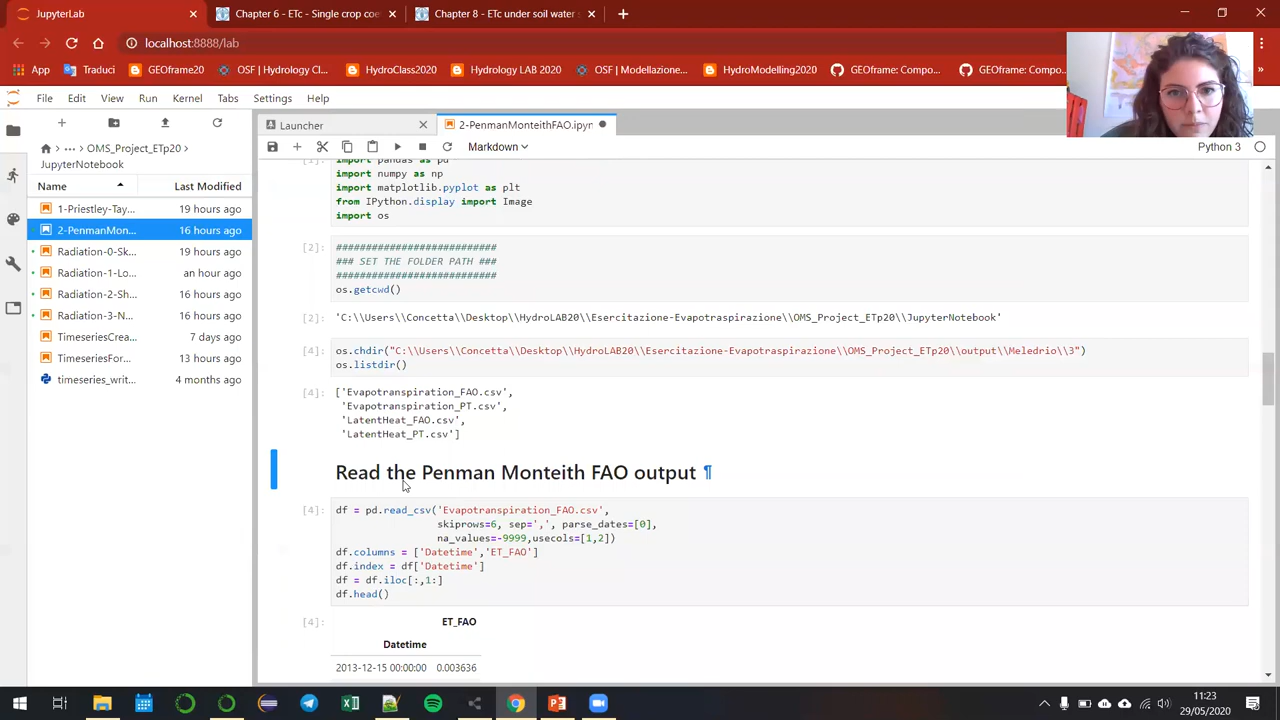 JupyterLab
Chapter 6 - ETc - Single crop coe
Chapter 8 - ETc under soil water s
localhost:8888/lab
App
Traduci
GEOframe20
OSF | Hydrology Cl...
HydroClass2020
Hydrology LAB 2020
OSF | Modellazione...
HydroModelling2020
GEOframe: Compo...
GEOframe: Compo...
»
File
Edit
View
Run
Kernel
Tabs
Settings
Help
Launcher
2-PenmanMonteithFAO.ipyn
Markdown
Python 3
... > OMS_Project_ETp20 >
JupyterNotebook
Name
Last Modified
1-Priestley-Tay...
19 hours ago
2-PenmanMon...
16 hours ago
Radiation-0-Sk...
19 hours ago
Radiation-1-Lo...
an hour ago
Radiation-2-Sh...
16 hours ago
Radiation-3-N...
16 hours ago
TimeseriesCrea...
7 days ago
TimeseriesFor...
13 hours ago
timeseries_writ...
4 months ago
[1]:
import pandas as pd
import numpy as np
import matplotlib.pyplot as plt
from IPython.display import Image
import os
[2]:
###########################
### SET THE FOLDER PATH ###
###########################
os.getcwd()
[2]:
'C:\\Users\\Concetta\\Desktop\\HydroLAB20\\Esercitazione-Evapotraspirazione\\OMS_Project_ETp20\\JupyterNotebook'
[4]:
os.chdir("C:\\Users\\Concetta\\Desktop\\HydroLAB20\\Esercitazione-Evapotraspirazione\\OMS_Project_ETp20\\output\\Meledrio\\3")
os.listdir()
[4]:
['Evapotranspiration_FAO.csv',
'Evapotranspiration_PT.csv',
'LatentHeat_FAO.csv',
'LatentHeat_PT.csv']
Read the Penman Monteith FAO output ¶
[4]:
df = pd.read_csv('Evapotranspiration_FAO.csv',
skiprows=6, sep=',', parse_dates=[0],
na_values=-9999,usecols=[1,2])
df.columns = ['Datetime','ET_FAO']
df.index = df['Datetime']
df = df.iloc[:,1:]
df.head()
[4]:
ET_FAO
Datetime
2013-12-15 00:00:00 0.003636
11:23
29/05/2020